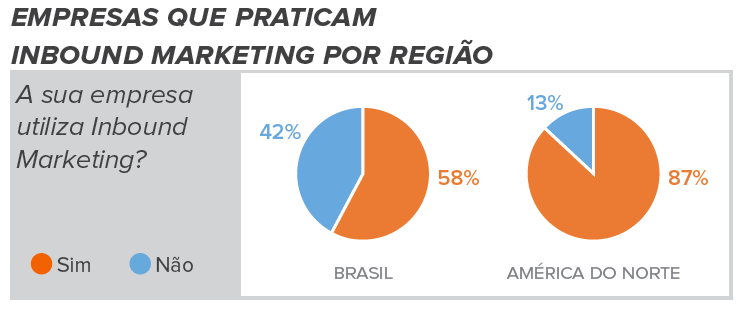 EMPRESAS QUE PRATICAM
INBOUND MARKETING POR REGIÃO
A sua empresa
utiliza Inbound
Marketing?
Sim
Não
42%
58%
BRASIL
13%
87%
AMÉRICA DO NORTE